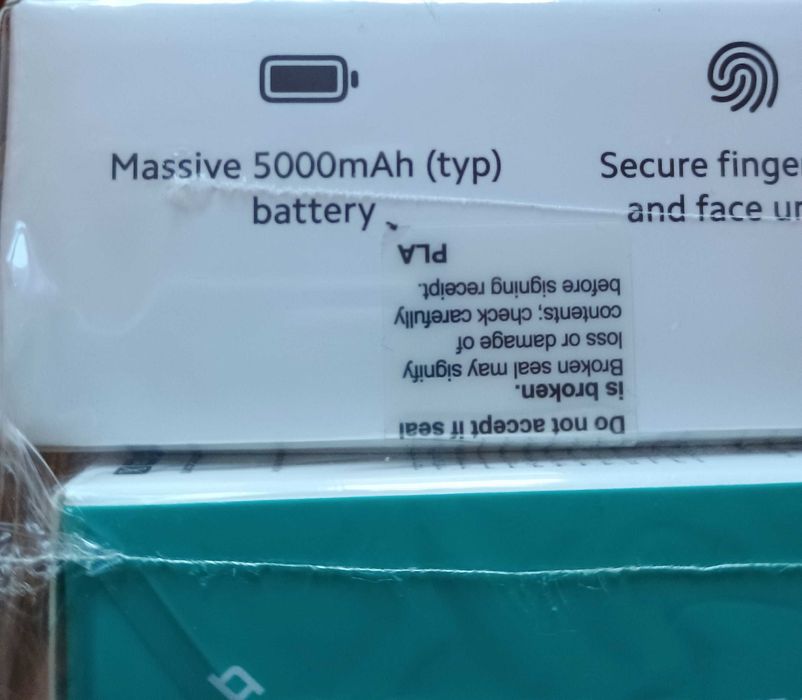 Massive 5000mAh (typ)
battery
Secure finge
and face u
Do not accept if seal
is broken.
Broken seal may signify
loss or damage of
contents; check carefully
before signing receipt.
PLA